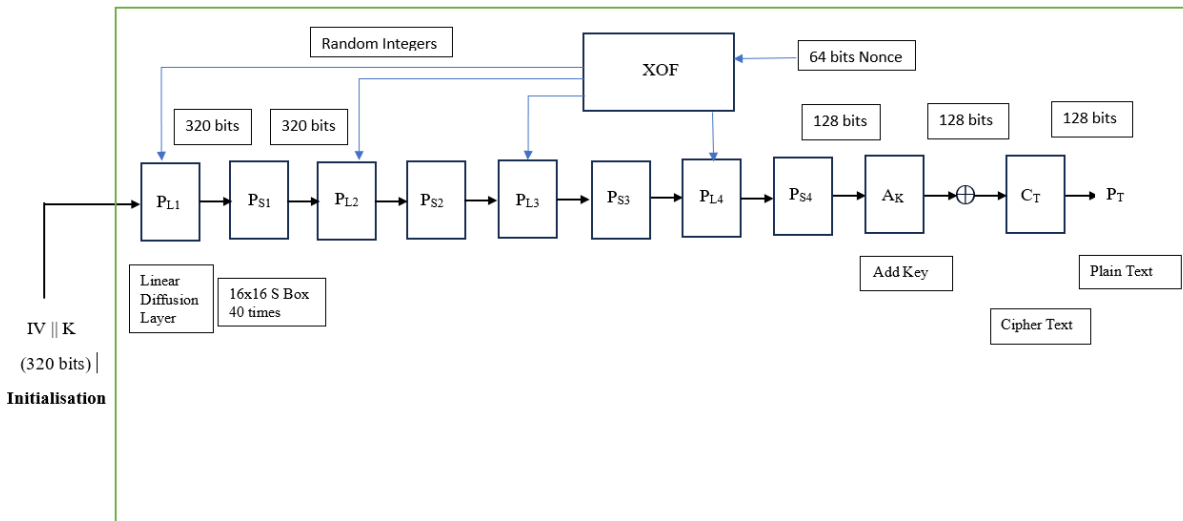 Random Integers
XOF
64 bits Nonce
320 bits
320 bits
128 bits
128 bits
128 bits
PL1
PS1
PL2
PS2
PL3
PS3
PL4
PS4
AK
CT
PT
Linear
Diffusion
Layer
16x16 S Box
40 times
Add Key
Plain Text
Cipher Text
IV || K
(320 bits)
Initialisation